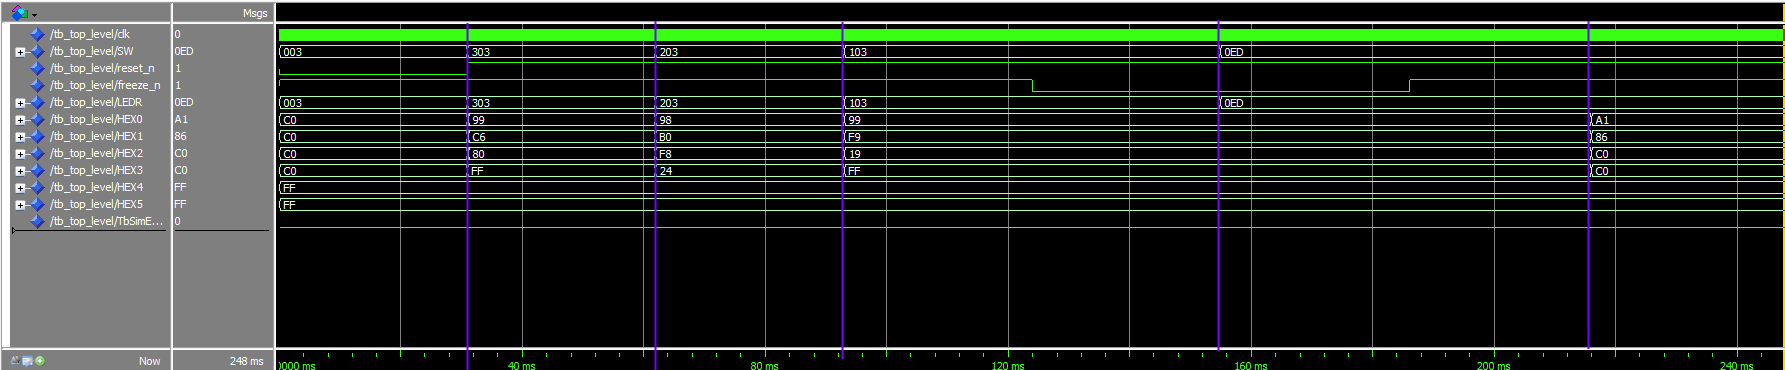 Msgs
/tb_top_level/clk 0
/tb_top_level/SW 0ED 003 303 203 103 0ED
/tb_top_level/reset_n 1
/tb_top_level/freeze_n 1
/tb_top_level/LEDR 0ED 003 303 203 103 0ED
/tb_top_level/HEX0 A1 C0 99 98 99 A1
/tb_top_level/HEX1 86 C0 C6 B0 F9 86
/tb_top_level/HEX2 C0 C0 80 F8 19 C0
/tb_top_level/HEX3 C0 C0 FF 24 FF C0
/tb_top_level/HEX4 FF FF
/tb_top_level/HEX5 FF FF
/tb_top_level/TbSimE... 0
Now 248 ms 0000 ms 40 ms 80 ms 120 ms 160 ms 200 ms 240 ms